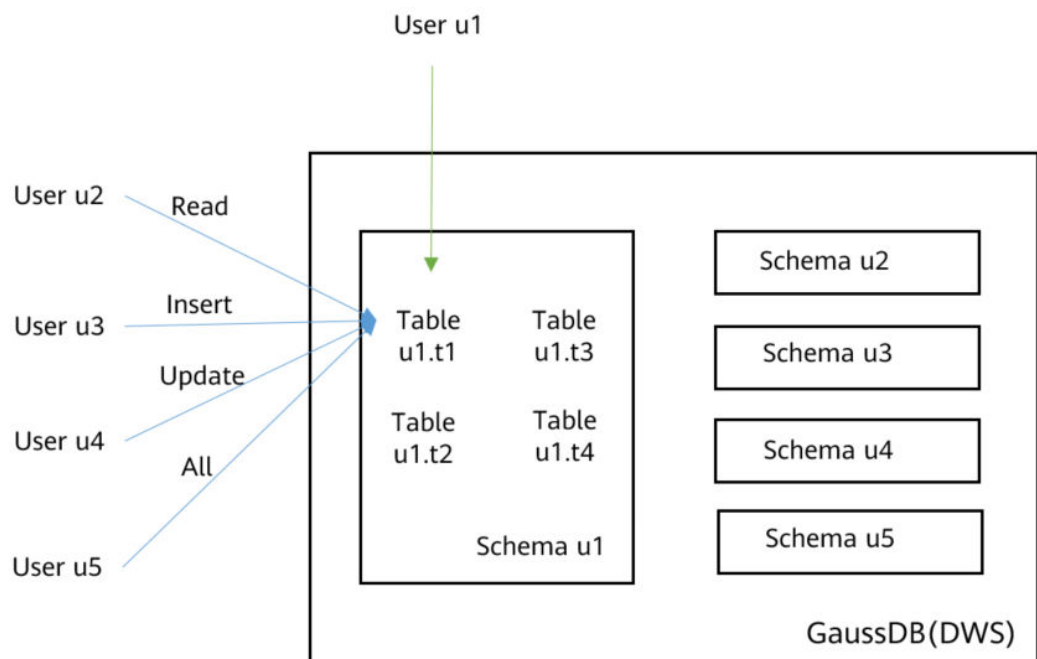 User u1
User u2
Read
User u3
Insert
Update
User u4
All
User u5
Table
u1.t1
Table
u1.t3
Table
u1.t2
Table
u1.t4
Schema u1
Schema u2
Schema u3
Schema u4
Schema u5
GaussDB(DWS)